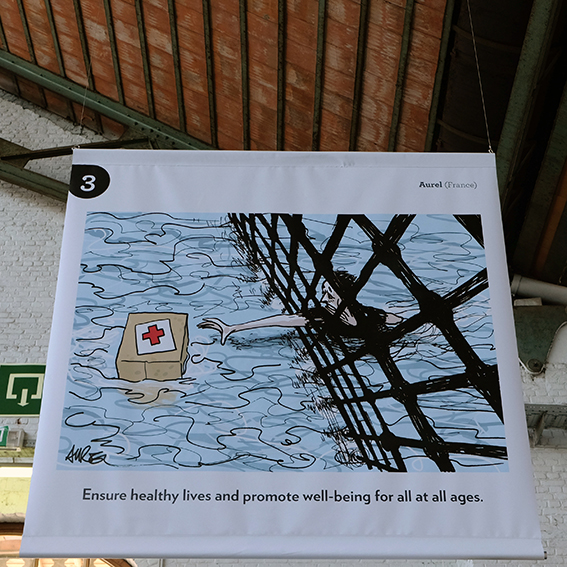 3
Aurel (France)
AUREL
Ensure healthy lives and promote well-being for all at all ages.